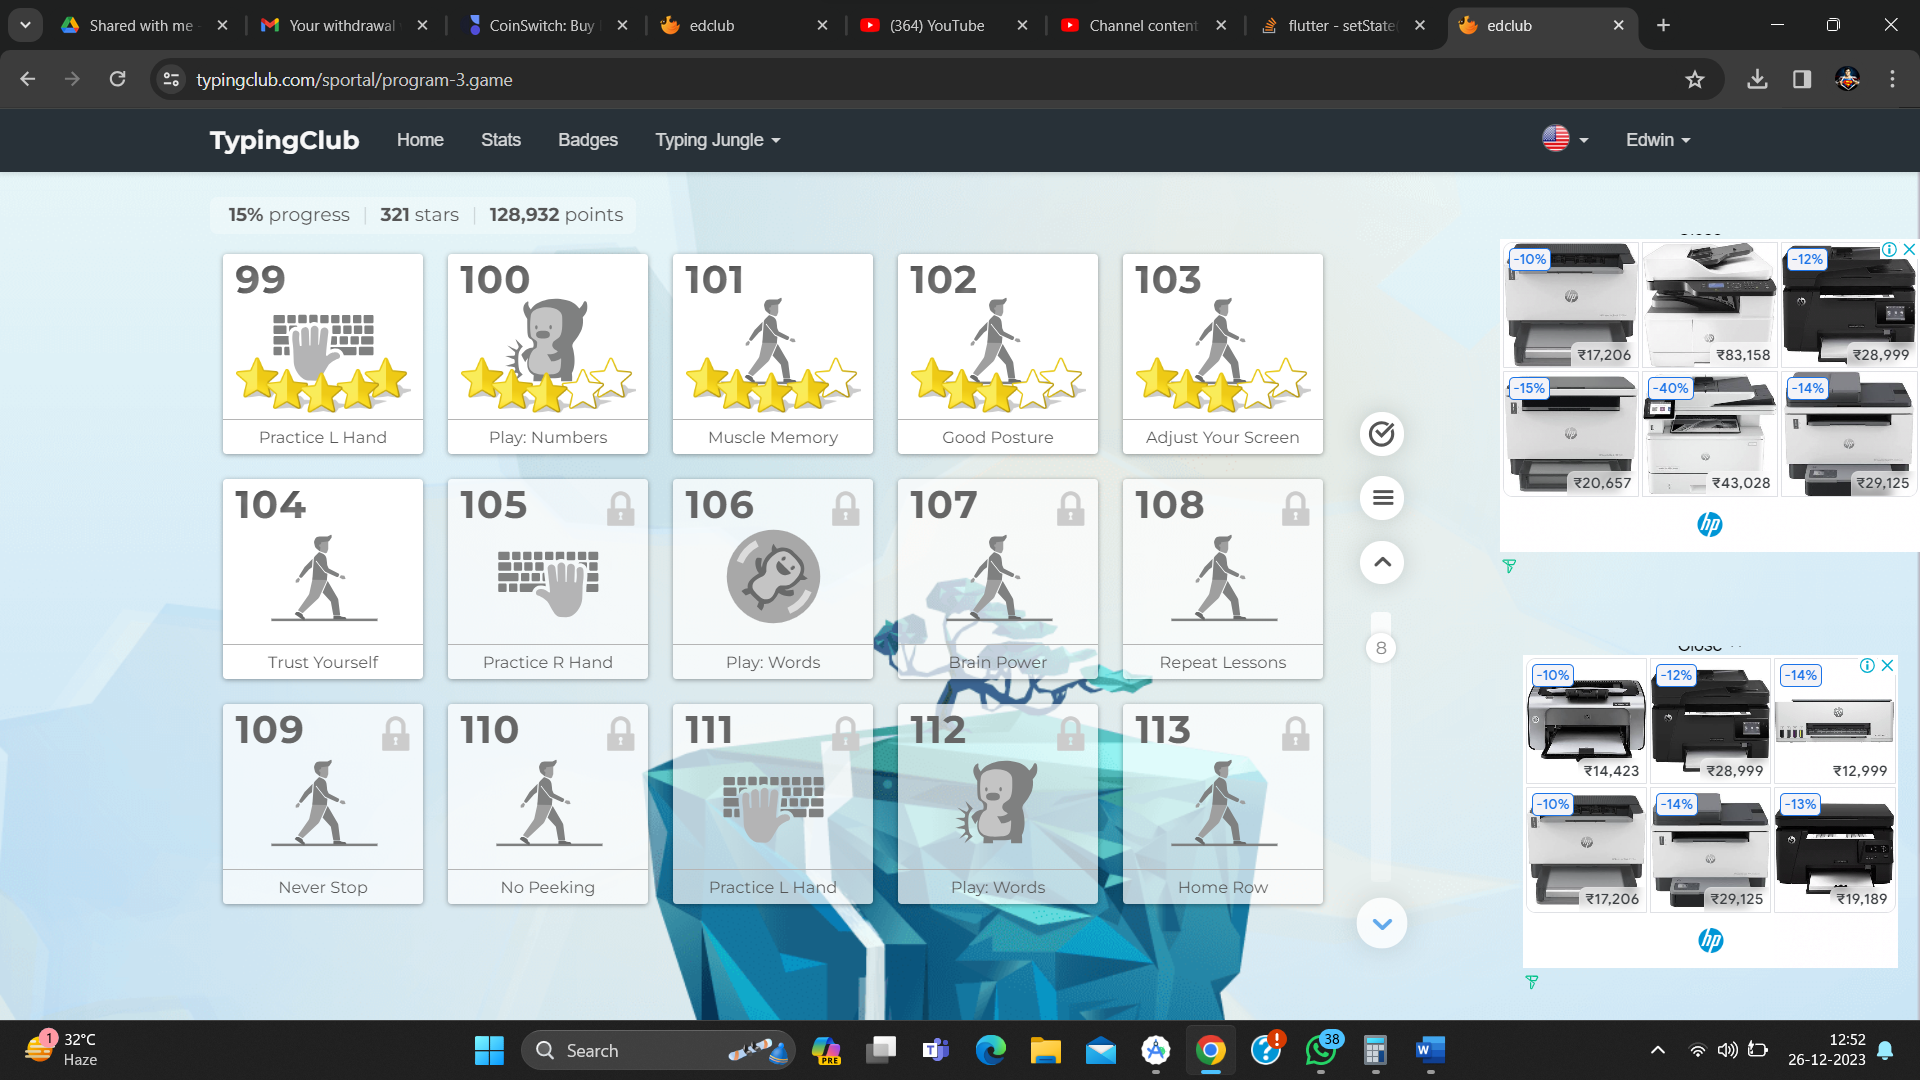 Shared with me -
Your withdrawal
CoinSwitch: Buy
edclub
(364) YouTube
Channel content
flutter - setState
edclub
typingclub.com/sportal/program-3.game
TypingClub
Home
Stats
Badges
Typing Jungle
Edwin
15% progress
321 stars
128,932 points
99
Practice L Hand
100
Play: Numbers
101
Muscle Memory
102
Good Posture
103
Adjust Your Screen
104
Trust Yourself
105
Practice R Hand
106
Play: Words
107
Brain Power
108
Repeat Lessons
109
Never Stop
110
No Peeking
111
Practice L Hand
112
Play: Words
113
Home Row
8
-10%
₹17,206
₹83,158
-12%
₹28,999
-15%
₹20,657
-40%
₹43,028
-14%
₹29,125
hp
Close
-10%
₹14,423
-12%
₹28,999
-14%
₹12,999
-10%
₹17,206
-14%
₹29,125
-13%
₹19,189
hp
1
32°C
Haze
Search
PRE
38
W
12:52
26-12-2023